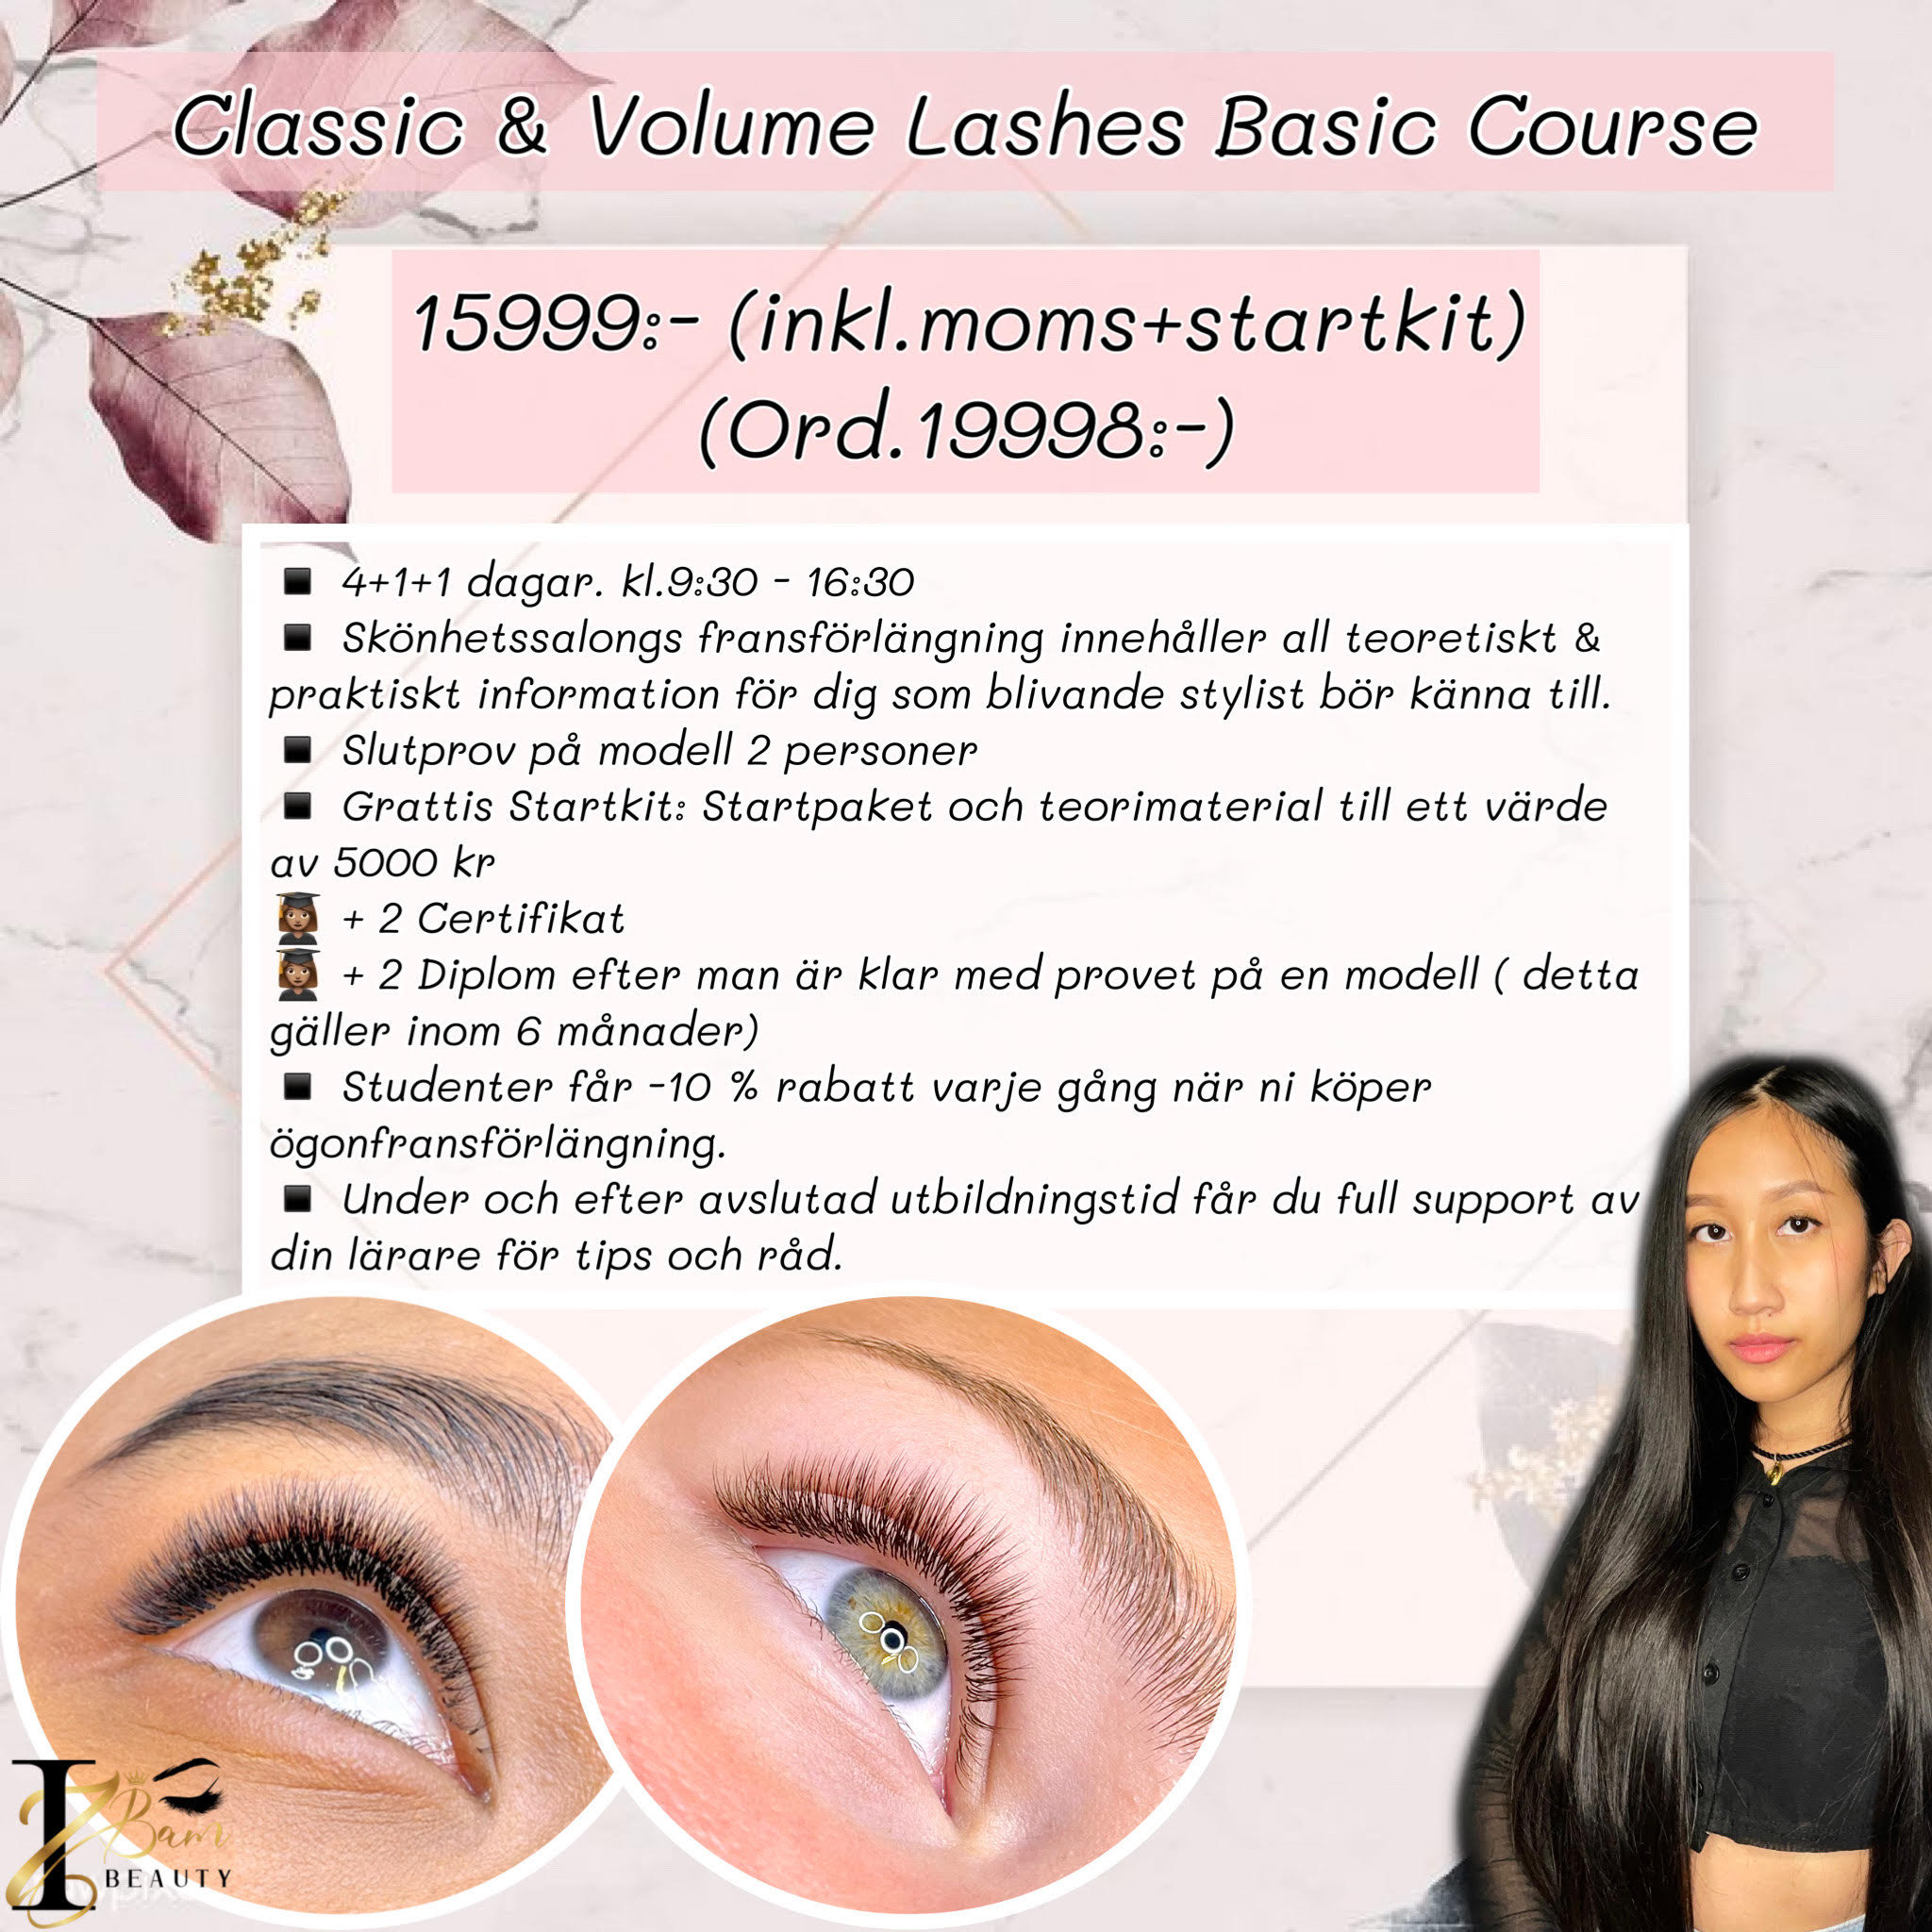 Classic & Volume Lashes Basic Course
15999:- (inkl.moms+startkit)
(Ord.19998:-)
▪ 4+1+1 dagar. kl.9:30 - 16:30
▪ Skönhetssalongs fransförlängning innehåller all teoretiskt &
praktiskt information för dig som blivande stylist bör känna till.
▪ Slutprov på modell 2 personer
▪ Grattis Startkit: Startpaket och teorimaterial till ett värde
av 5000 kr
👩🏽‍🎓 + 2 Certifikat
👩🏽‍🎓 + 2 Diplom efter man är klar med provet på en modell ( detta
gäller inom 6 månader)
▪ Studenter får -10 % rabatt varje gång när ni köper
ögonfransförlängning.
▪ Under och efter avslutad utbildningstid får du full support av
din lärare för tips och råd.
Bam
BEAUTY